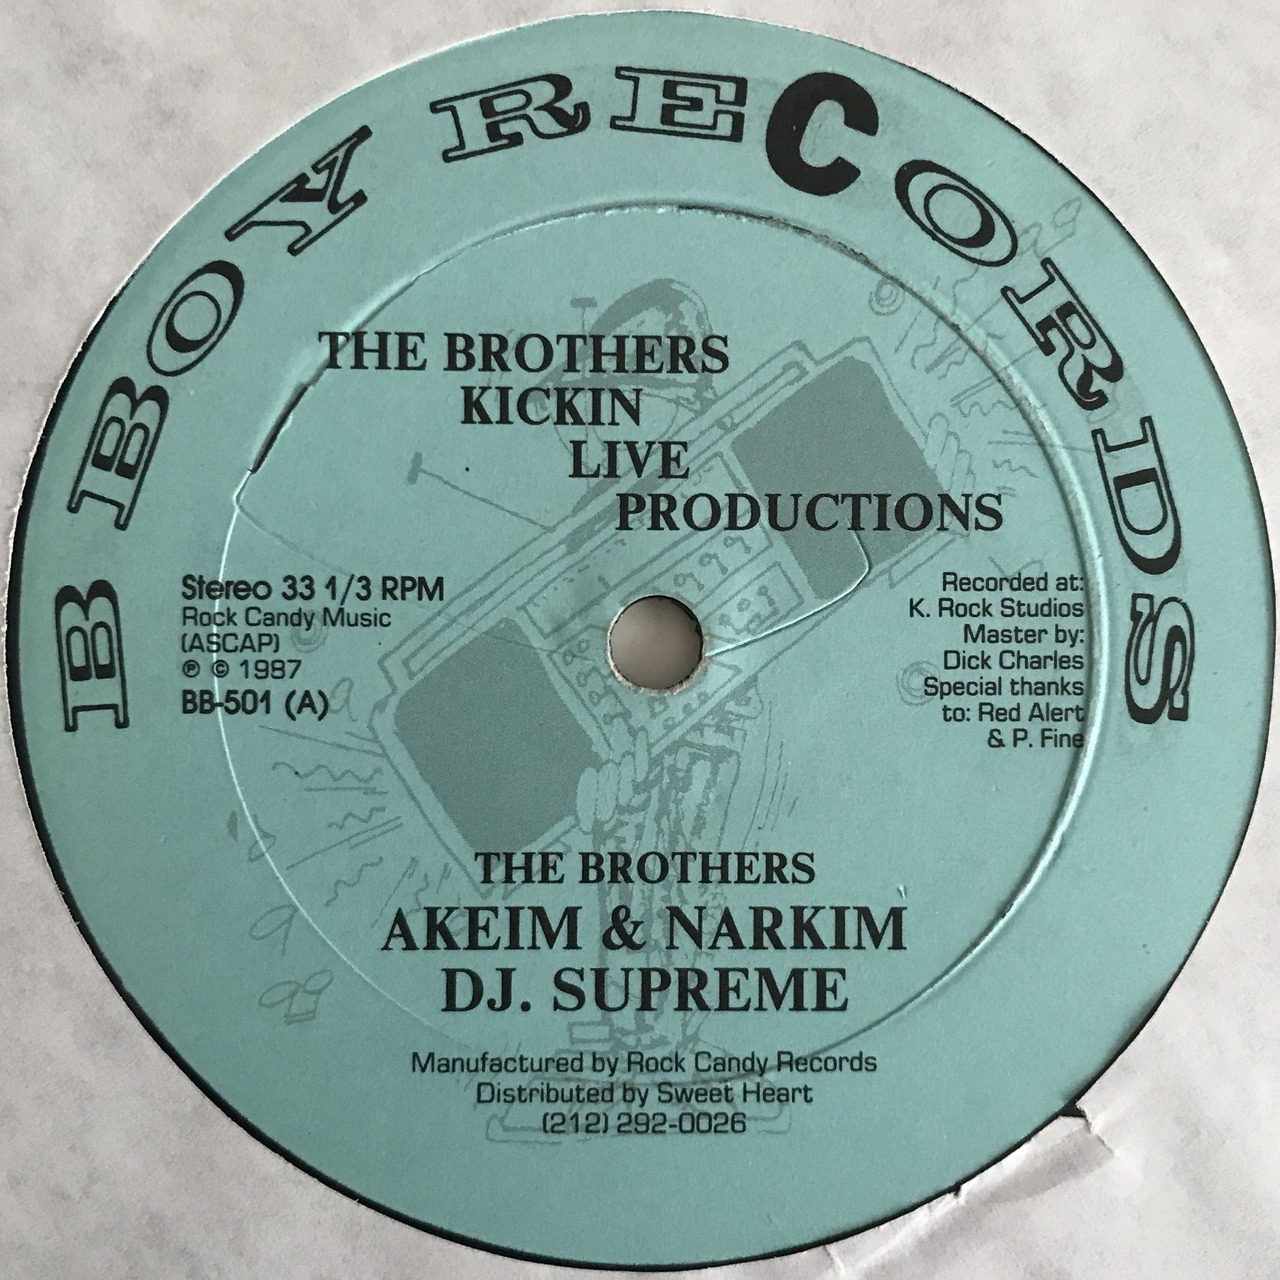 B BOY RECORDS
THE BROTHERS
KICKIN
LIVE
PRODUCTIONS
Stereo 33 1/3 RPM
Rock Candy Music
(ASCAP)
℗ © 1987
BB-501 (A)
Recorded at:
K. Rock Studios
Master by:
Dick Charles
Special thanks
to: Red Alert
& P. Fine
THE BROTHERS
AKEIM & NARKIM
DJ. SUPREME
Manufactured by Rock Candy Records
Distributed by Sweet Heart
(212) 292-0026